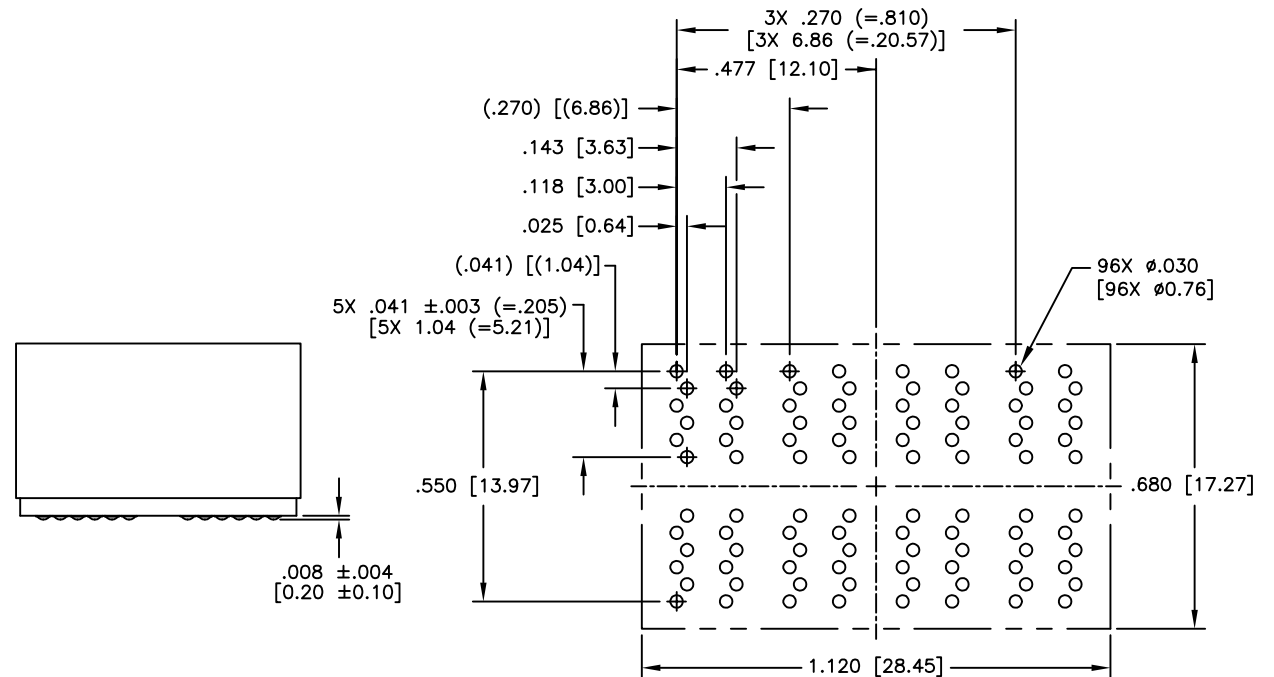 3X .270 (=.810)
[3X 6.86 (=.20.57)]
.477 [12.10]
(.270) [(6.86)]
.143 [3.63]
.118 [3.00]
.025 [0.64]
(.041) [(1.04)]
96X ø.030
[96X ø0.76]
5X .041 ±.003 (=.205)
[5X 1.04 (=5.21)]
.550 [13.97]
.680 [17.27]
.008 ±.004
[0.20 ±0.10]
1.120 [28.45]